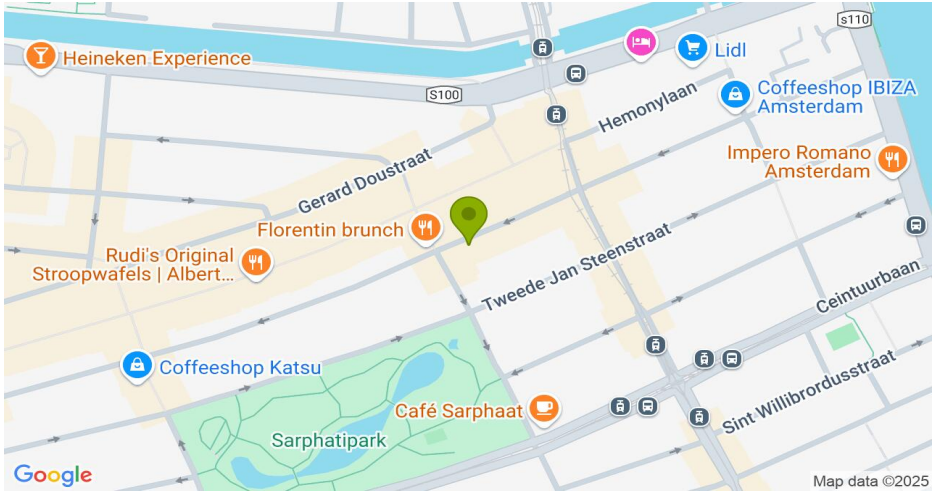 s110
Heineken Experience
Lidl
S100
Coffeeshop IBIZA
Amsterdam
Hemonylaan
Impero Romano
Amsterdam
Gerard Doustraat
Florentin brunch
Rudi's Original
Stroopwafels | Albert...
Tweede Jan Steenstraat
Ceintuurbaan
Coffeeshop Katsu
Sint Willibrordusstraat
Café Sarphaat
Sarphatipark
Google
Map data ©2025